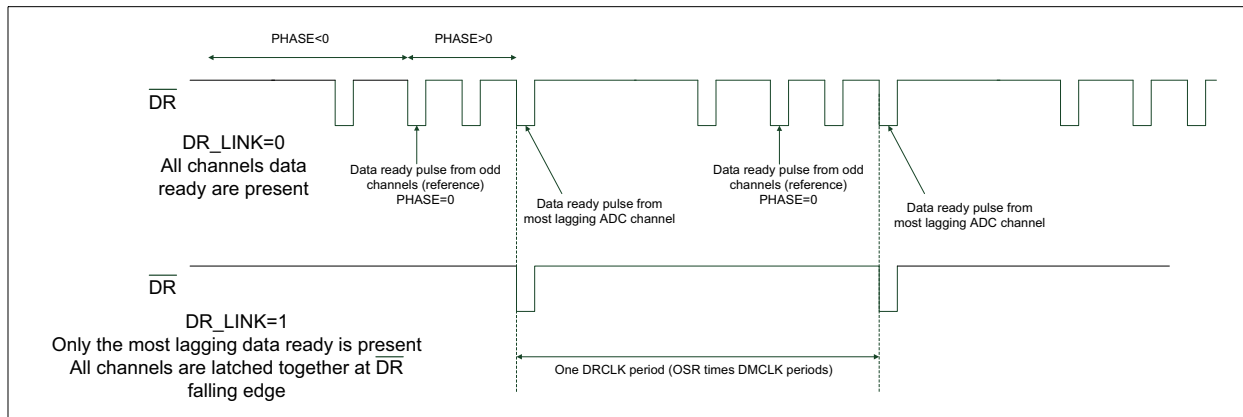 PHASE<0
PHASE>0
DR
DR_LINK=0
All channels data
ready are present
Data ready pulse from odd
channels (reference)
PHASE=0
Data ready pulse from
most lagging ADC channel
Data ready pulse from odd
channels (reference)
PHASE=0
Data ready pulse from
most lagging ADC channel
DR
DR_LINK=1
Only the most lagging data ready is present
All channels are latched together at DR
falling edge
One DRCLK period (OSR times DMCLK periods)